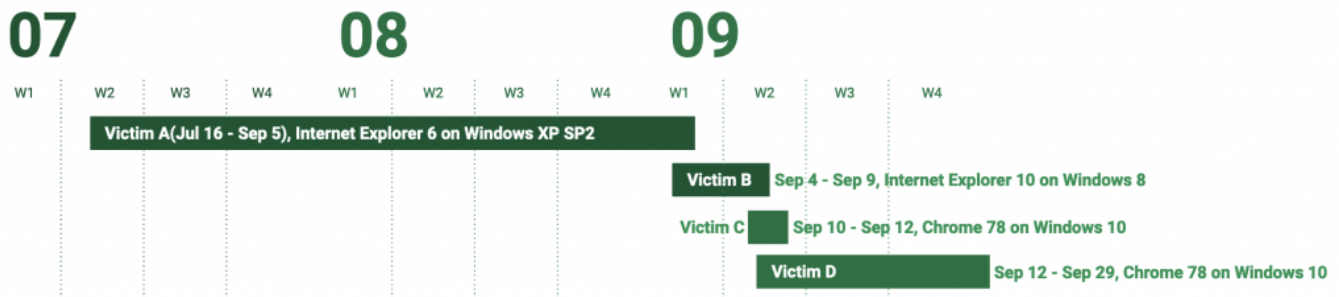 07 08 09
W1 W2 W3 W4 W1 W2 W3 W4 W1 W2 W3 W4
Victim A(Jul 16 - Sep 5), Internet Explorer 6 on Windows XP SP2
Victim B Sep 4 - Sep 9, Internet Explorer 10 on Windows 8
Victim C Sep 10 - Sep 12, Chrome 78 on Windows 10
Victim D Sep 12 - Sep 29, Chrome 78 on Windows 10